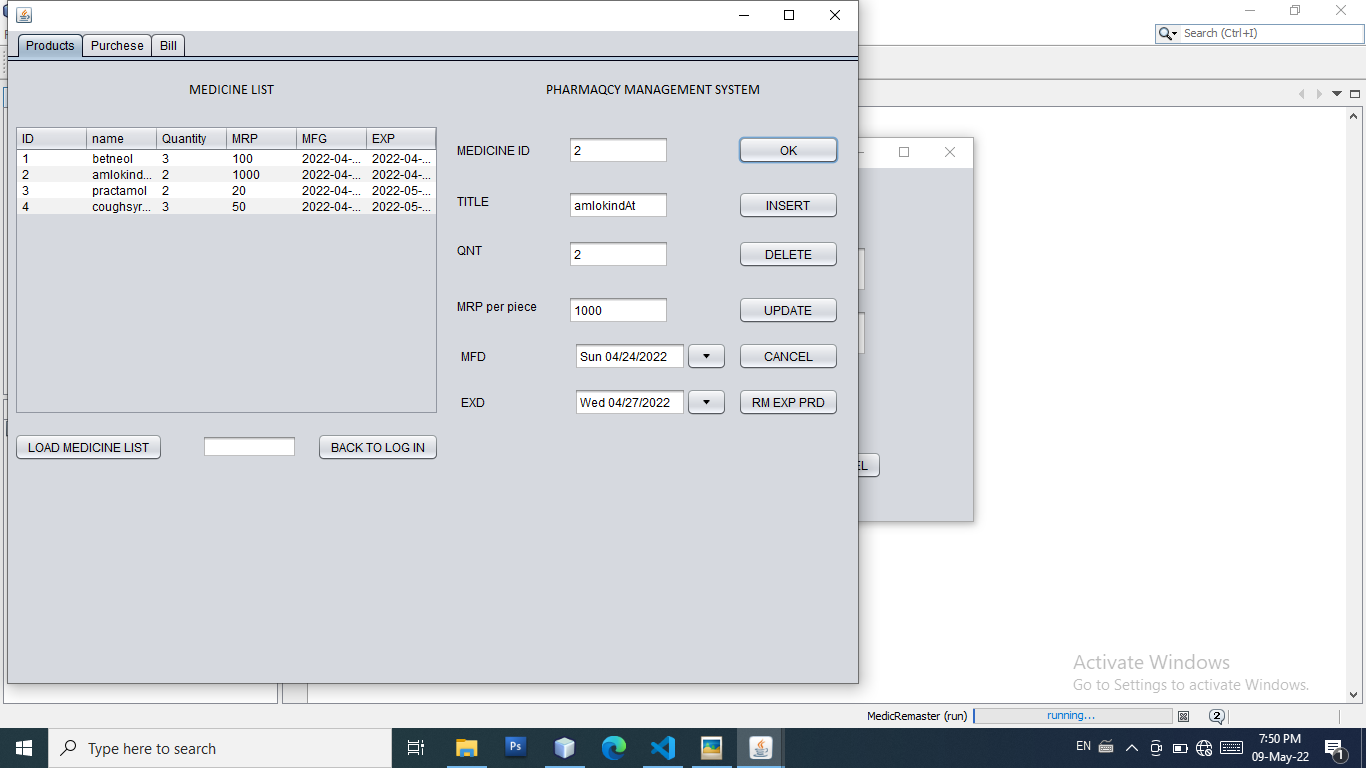 Search (Ctrl+I)
Products Purchese Bill
MEDICINE LIST
ID name Quantity MRP MFG EXP
1 betneol 3 100 2022-04-... 2022-04-...
2 amlokind... 2 1000 2022-04-... 2022-04-...
3 practamol 2 20 2022-04-... 2022-05-...
4 coughsyr... 3 50 2022-04-... 2022-05-...
LOAD MEDICINE LIST BACK TO LOG IN
PHARMAQCY MANAGEMENT SYSTEM
MEDICINE ID 2 OK
TITLE amlokindAt INSERT
QNT 2 DELETE
MRP per piece 1000 UPDATE
MFD Sun 04/24/2022 CANCEL
EXD Wed 04/27/2022 RM EXP PRD
EL
Activate Windows
Go to Settings to activate Windows.
MedicRemaster (run) running... 2
Type here to search
Ps
EN
7:50 PM
09-May-22
1